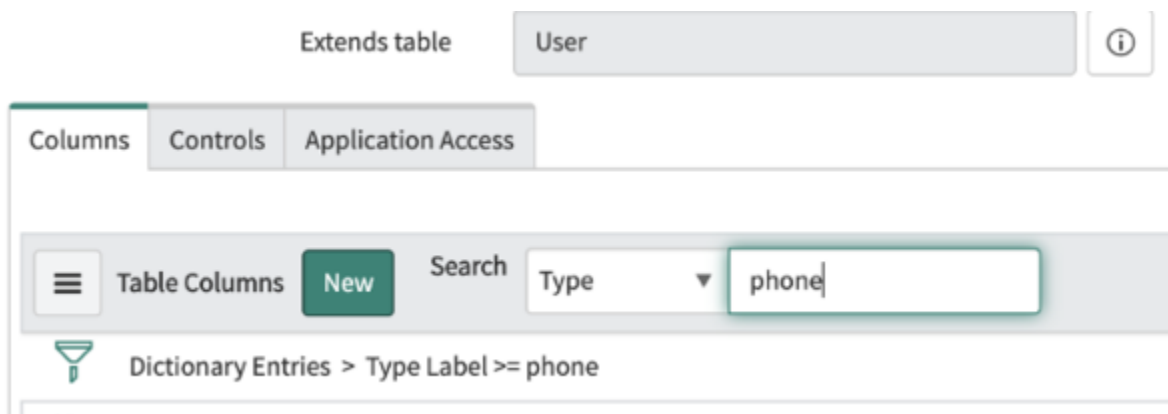 Extends table User
Columns Controls Application Access
Table Columns New Search Type phone
Dictionary Entries > Type Label >= phone